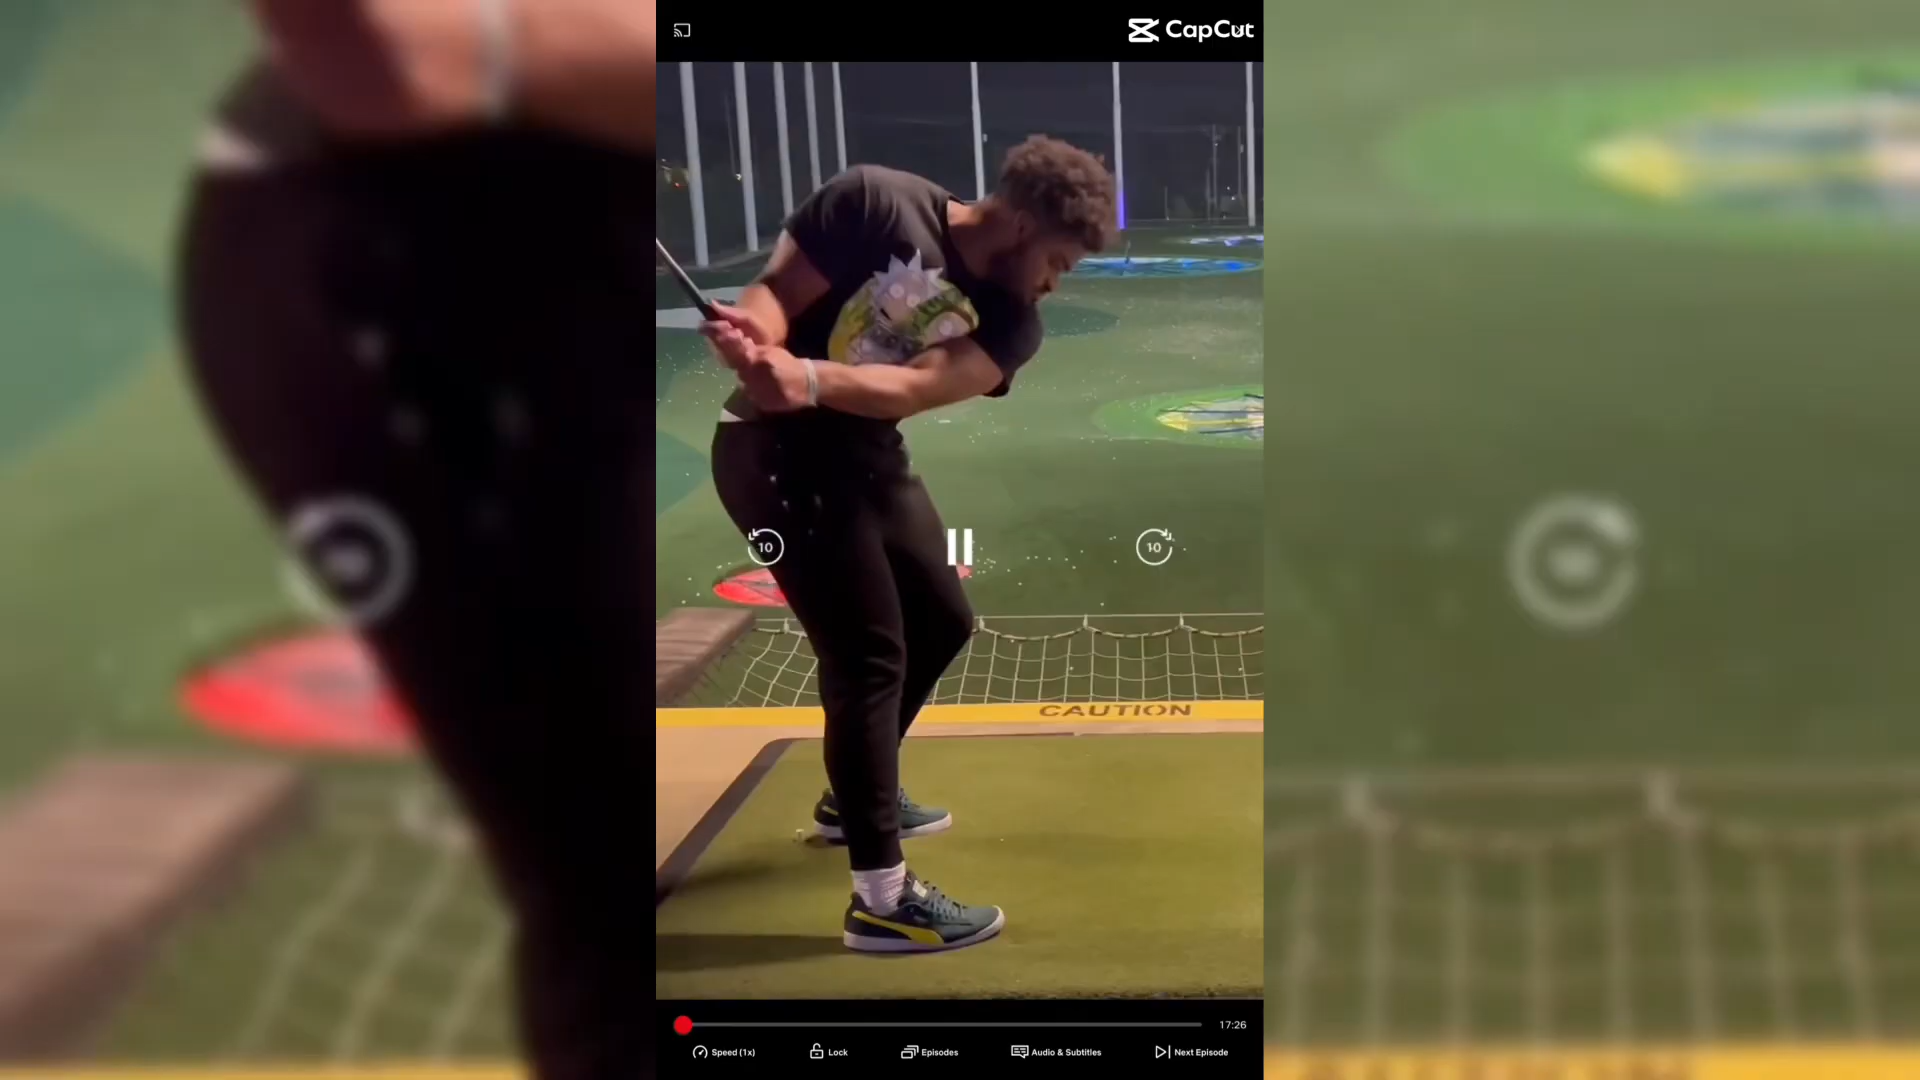 CapCut
10
10
CAUTION
17:26
Speed (1x)
Lock
Episodes
Audio & Subtitles
Next Episode